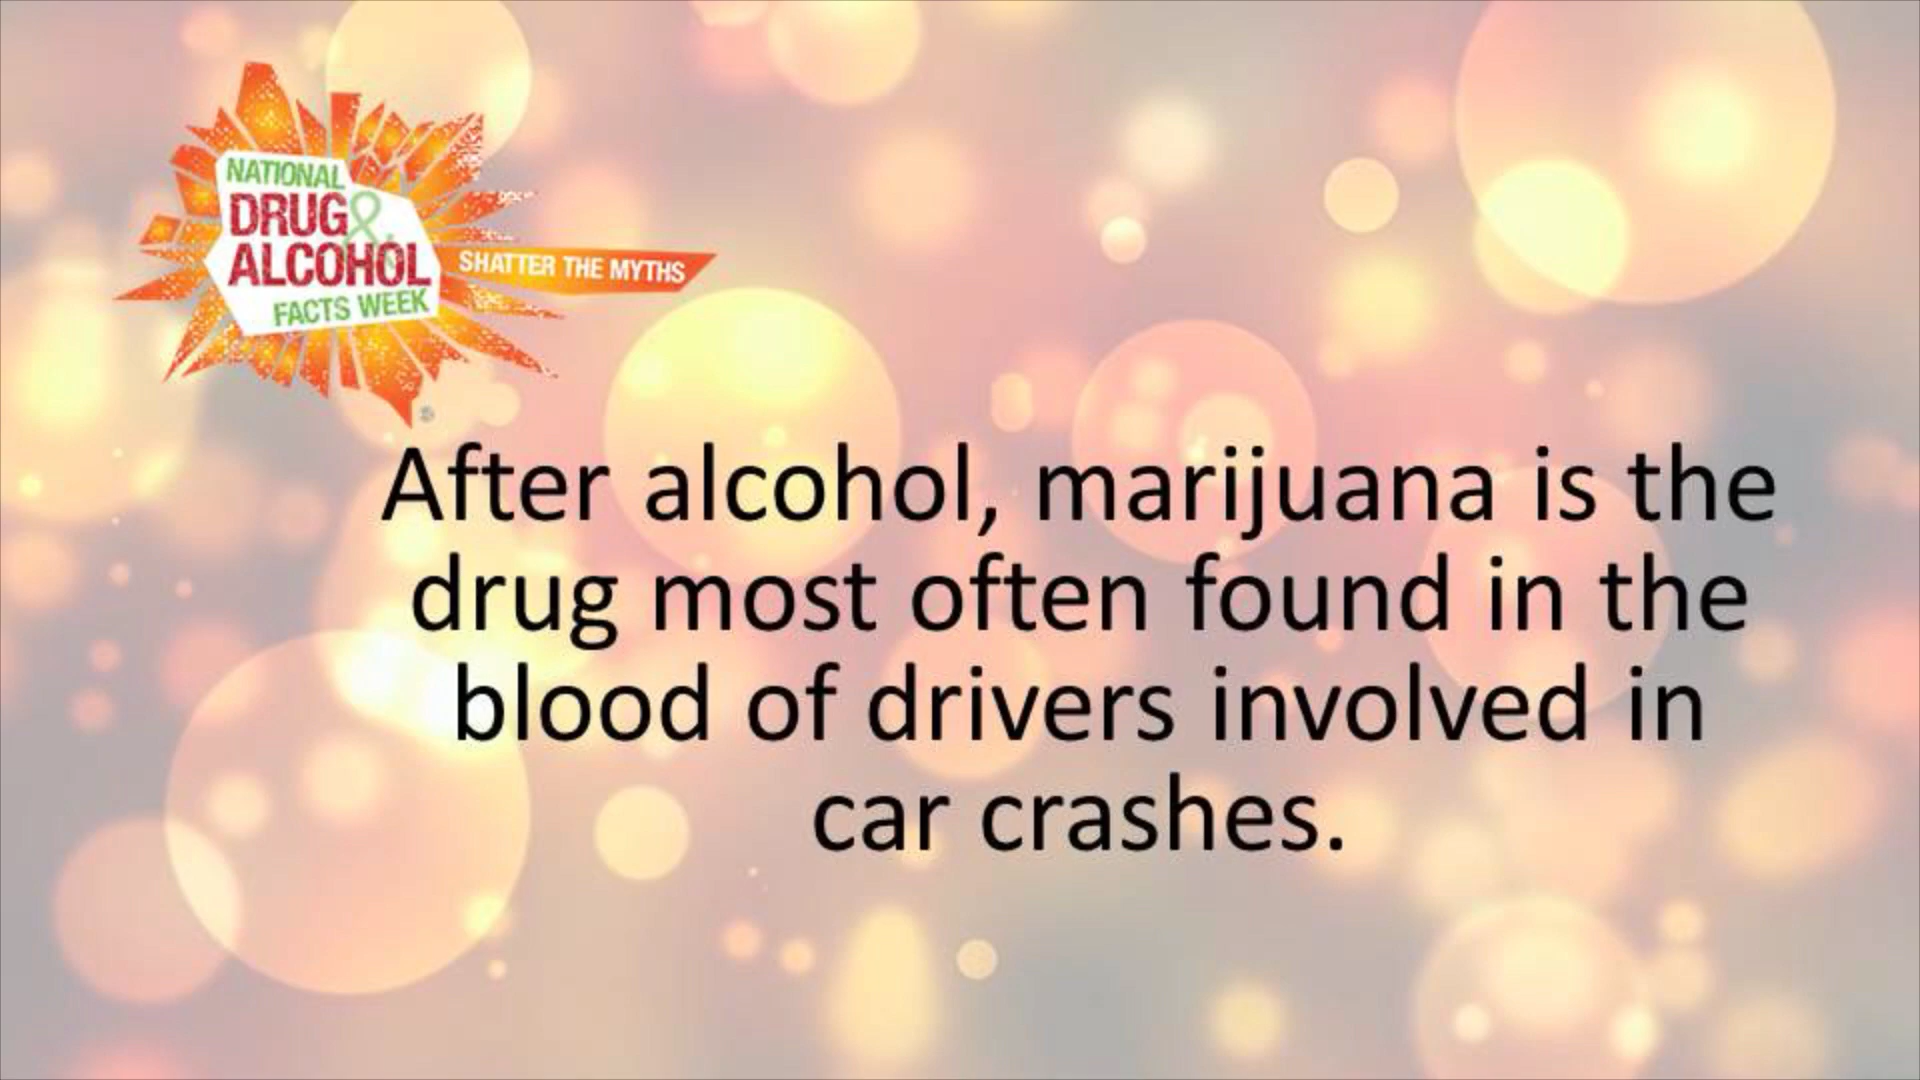 NATIONAL
DRUG &
ALCOHOL
FACTS WEEK
SHATTER THE MYTHS
®
After alcohol, marijuana is the
drug most often found in the
blood of drivers involved in
car crashes.